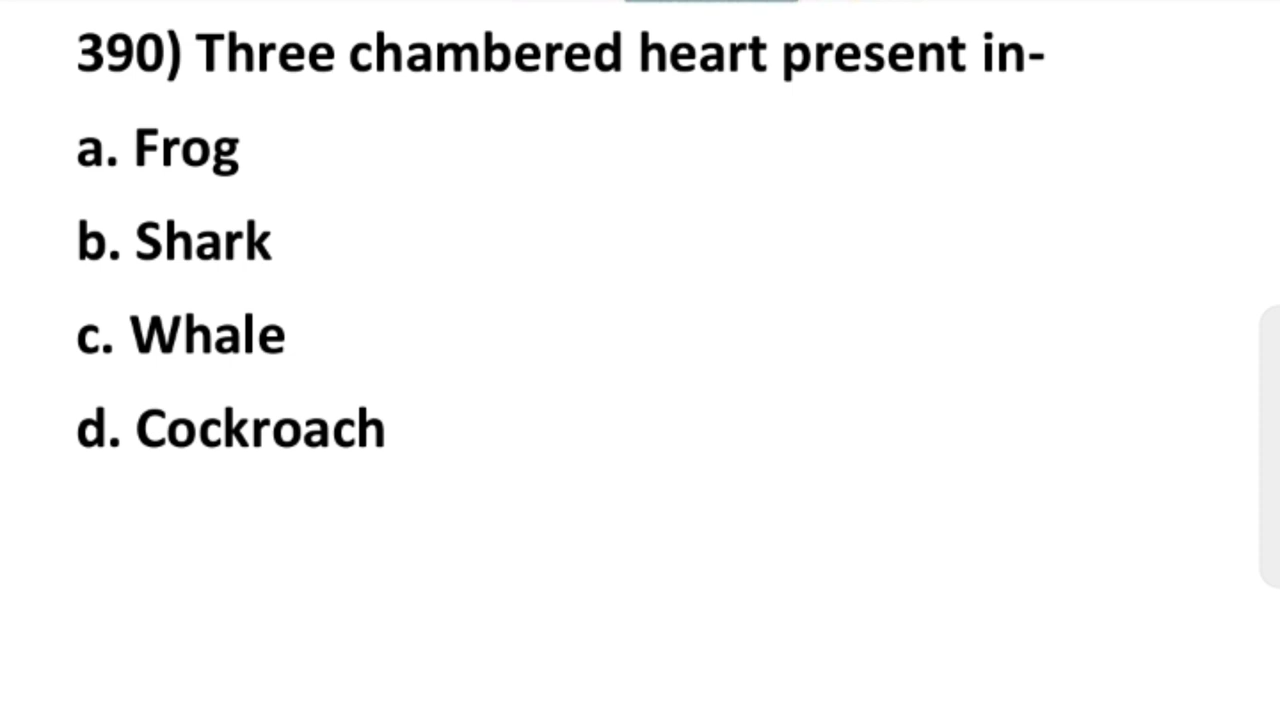 390) Three chambered heart present in-
a. Frog
b. Shark
c. Whale
d. Cockroach